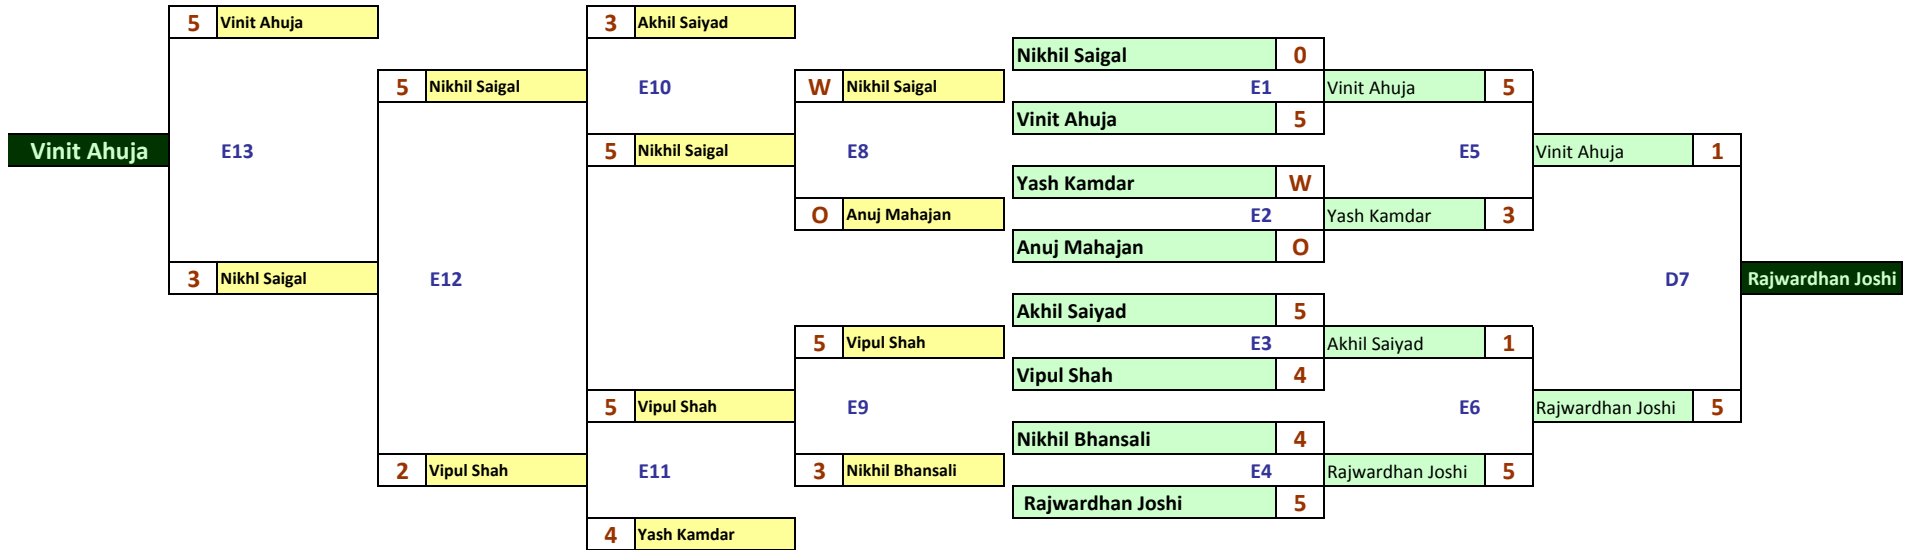 5 Vinit Ahuja 3 Akhil Saiyad
Nikhil Saigal 0
5 Nikhil Saigal E10 W Nikhil Saigal E1 Vinit Ahuja 5
Vinit Ahuja 5
Vinit Ahuja E13 5 Nikhil Saigal E8 E5 Vinit Ahuja 1
Yash Kamdar W
O Anuj Mahajan E2 Yash Kamdar 3
Anuj Mahajan O
3 Nikhl Saigal E12 D7 Rajwardhan Joshi
Akhil Saiyad 5
5 Vipul Shah E3 Akhil Saiyad 1
Vipul Shah 4
5 Vipul Shah E9 E6 Rajwardhan Joshi 5
Nikhil Bhansali 4
2 Vipul Shah E11 3 Nikhil Bhansali E4 Rajwardhan Joshi 5
Rajwardhan Joshi 5
4 Yash Kamdar